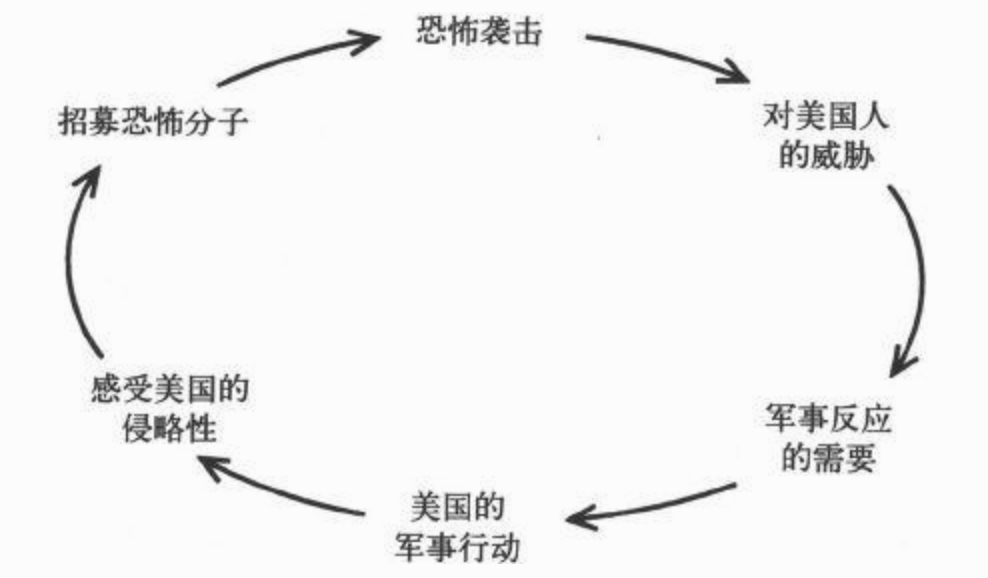 恐怖袭击
对美国人
的威胁
军事反应
的需要
美国的
军事行动
感受美国的
侵略性
招募恐怖分子